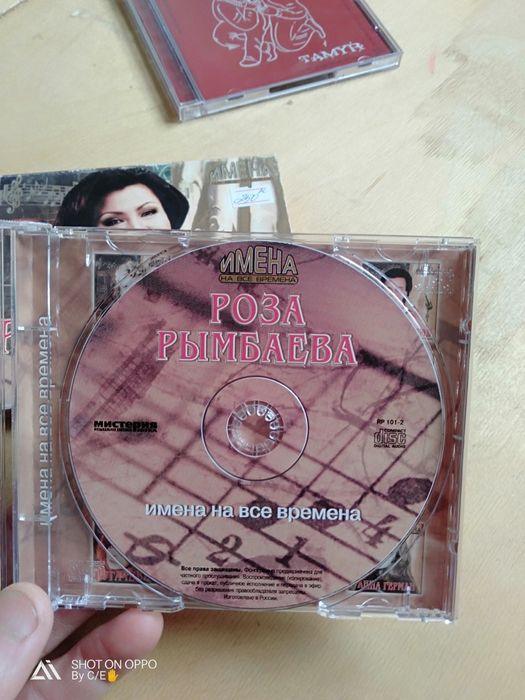 ТАМYР
ИМЕНА
НА ВСЕ ВРЕМЕНА
РОЗА
РЫМБАЕВА
имена на все времена
мистерия
RP 101-2
COMPACT
disc
DIGITAL AUDIO
имена на все времена
Все права защищены. Фонограмма предназначена для
частного прослушивания. Воспроизведение (копирование),
сдача в прокат, публичное исполнение и передача в эфир
без разрешения правообладателя запрещены.
Изготовлено в России.
АННА ГЕРМАН
SHOT ON OPPO
By C/E✋